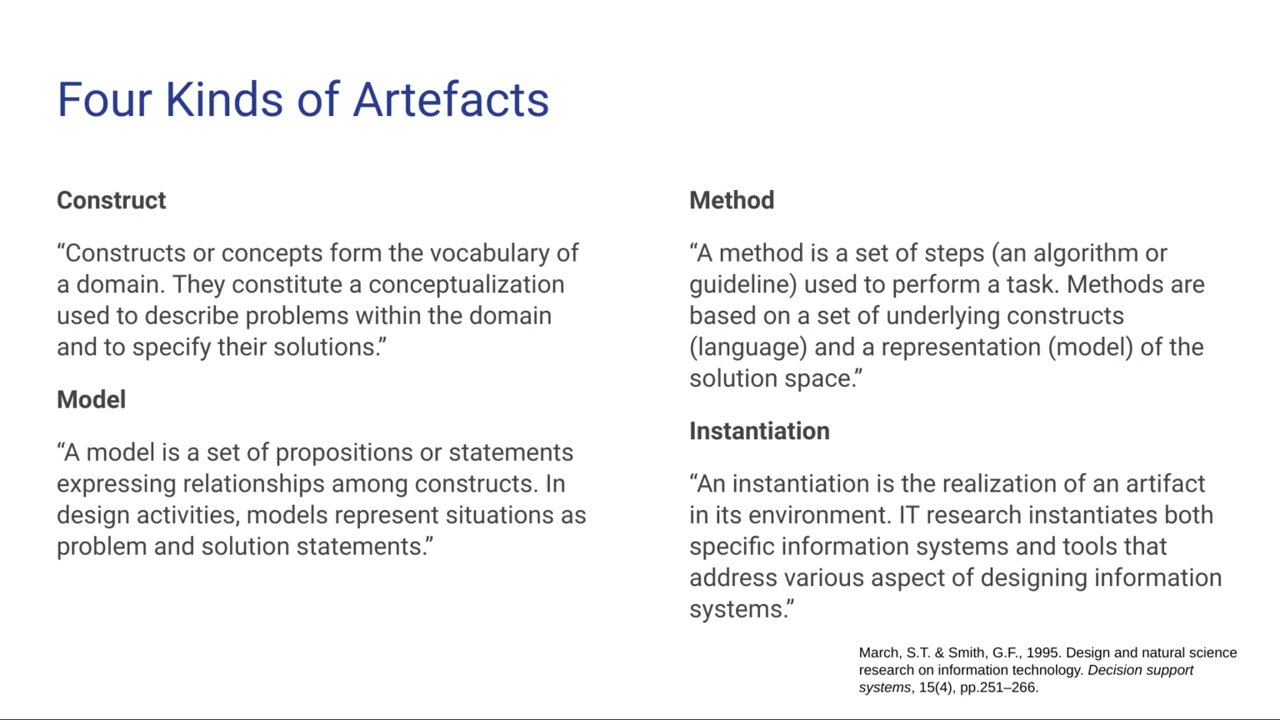 Four Kinds of Artefacts
Construct
“Constructs or concepts form the vocabulary of
a domain. They constitute a conceptualization
used to describe problems within the domain
and to specify their solutions.”
Model
“A model is a set of propositions or statements
expressing relationships among constructs. In
design activities, models represent situations as
problem and solution statements.”
Method
“A method is a set of steps (an algorithm or
guideline) used to perform a task. Methods are
based on a set of underlying constructs
(language) and a representation (model) of the
solution space.”
Instantiation
“An instantiation is the realization of an artifact
in its environment. IT research instantiates both
specific information systems and tools that
address various aspect of designing information
systems.”
March, S.T. & Smith, G.F., 1995. Design and natural science
research on information technology. Decision support
systems, 15(4), pp.251–266.